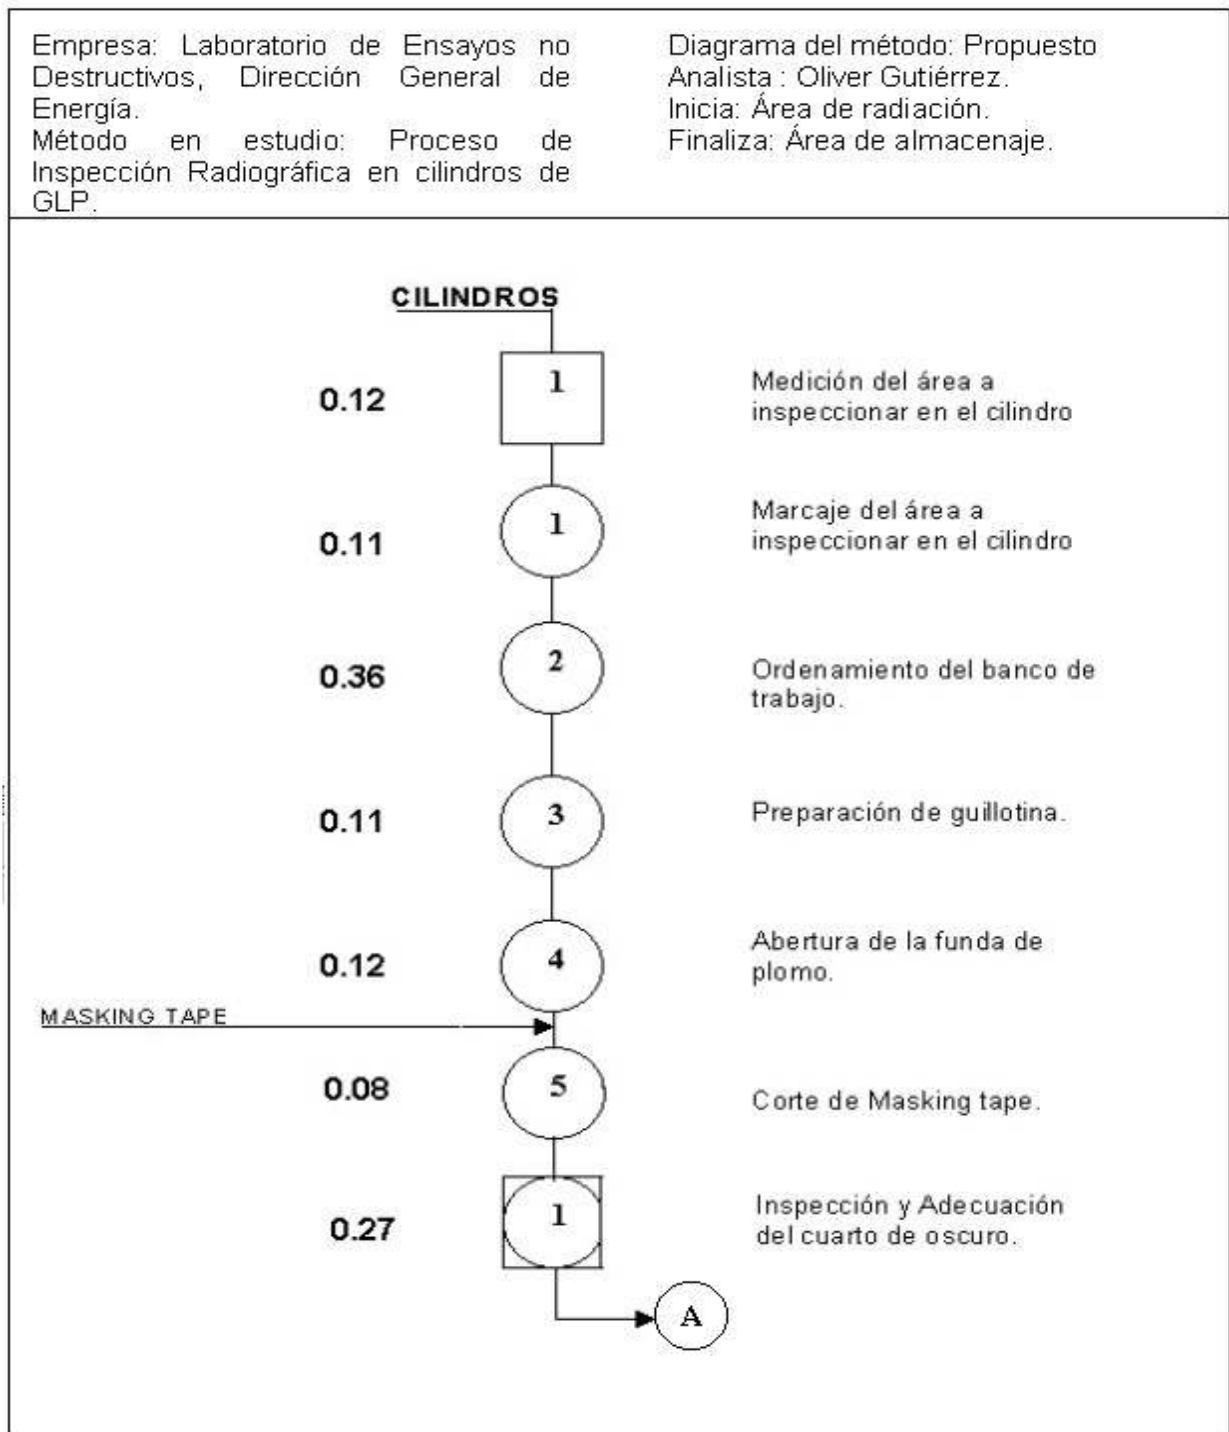 Empresa: Laboratorio de Ensayos no
Destructivos, Dirección General de
Energía.
Método en estudio: Proceso de
Inspección Radiográfica en cilindros de
GLP.
Diagrama del método: Propuesto
Analista : Oliver Gutiérrez.
Inicia: Área de radiación.
Finaliza: Área de almacenaje.
CILINDROS
0.12
1
Medición del área a
inspeccionar en el cilindro
0.11
1
Marcaje del área a
inspeccionar en el cilindro
0.36
2
Ordenamiento del banco de
trabajo.
0.11
3
Preparación de guillotina.
0.12
4
Abertura de la funda de
plomo.
MASKING TAPE
0.08
5
Corte de Masking tape.
0.27
1
Inspección y Adecuación
del cuarto de oscuro.
A